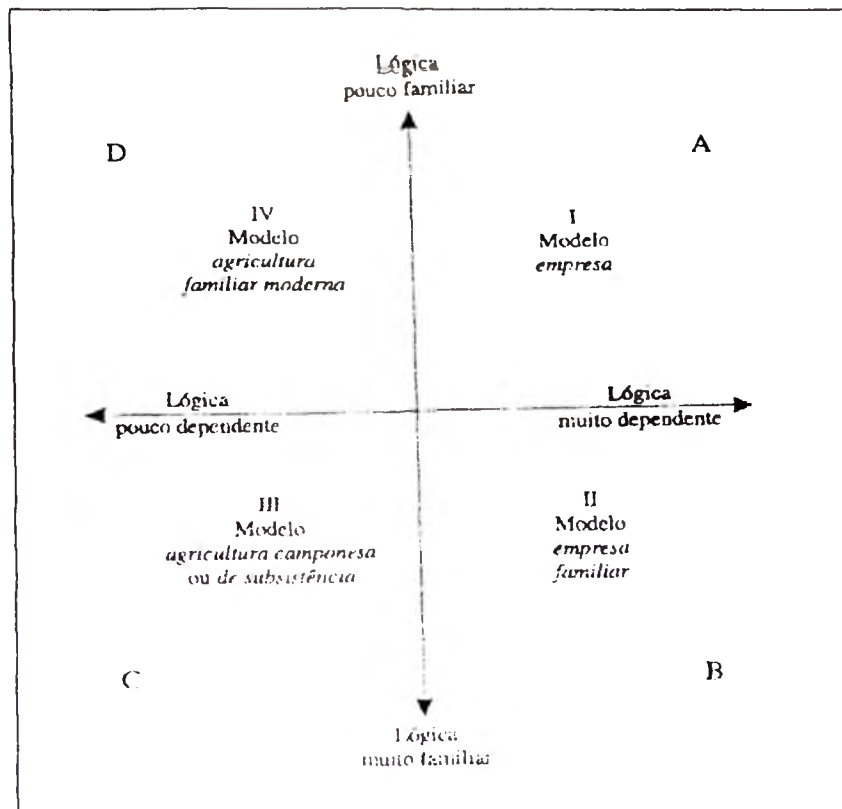 Lógica
pouco familiar
D
A
IV
Modelo
agricultura
familiar moderna
I
Modelo
empresa
Lógica
pouco dependente
Lógica
muito dependente
III
Modelo
agricultura camponesa
ou de subsistência
II
Modelo
empresa
familiar
C
B
Lógica
muito familiar